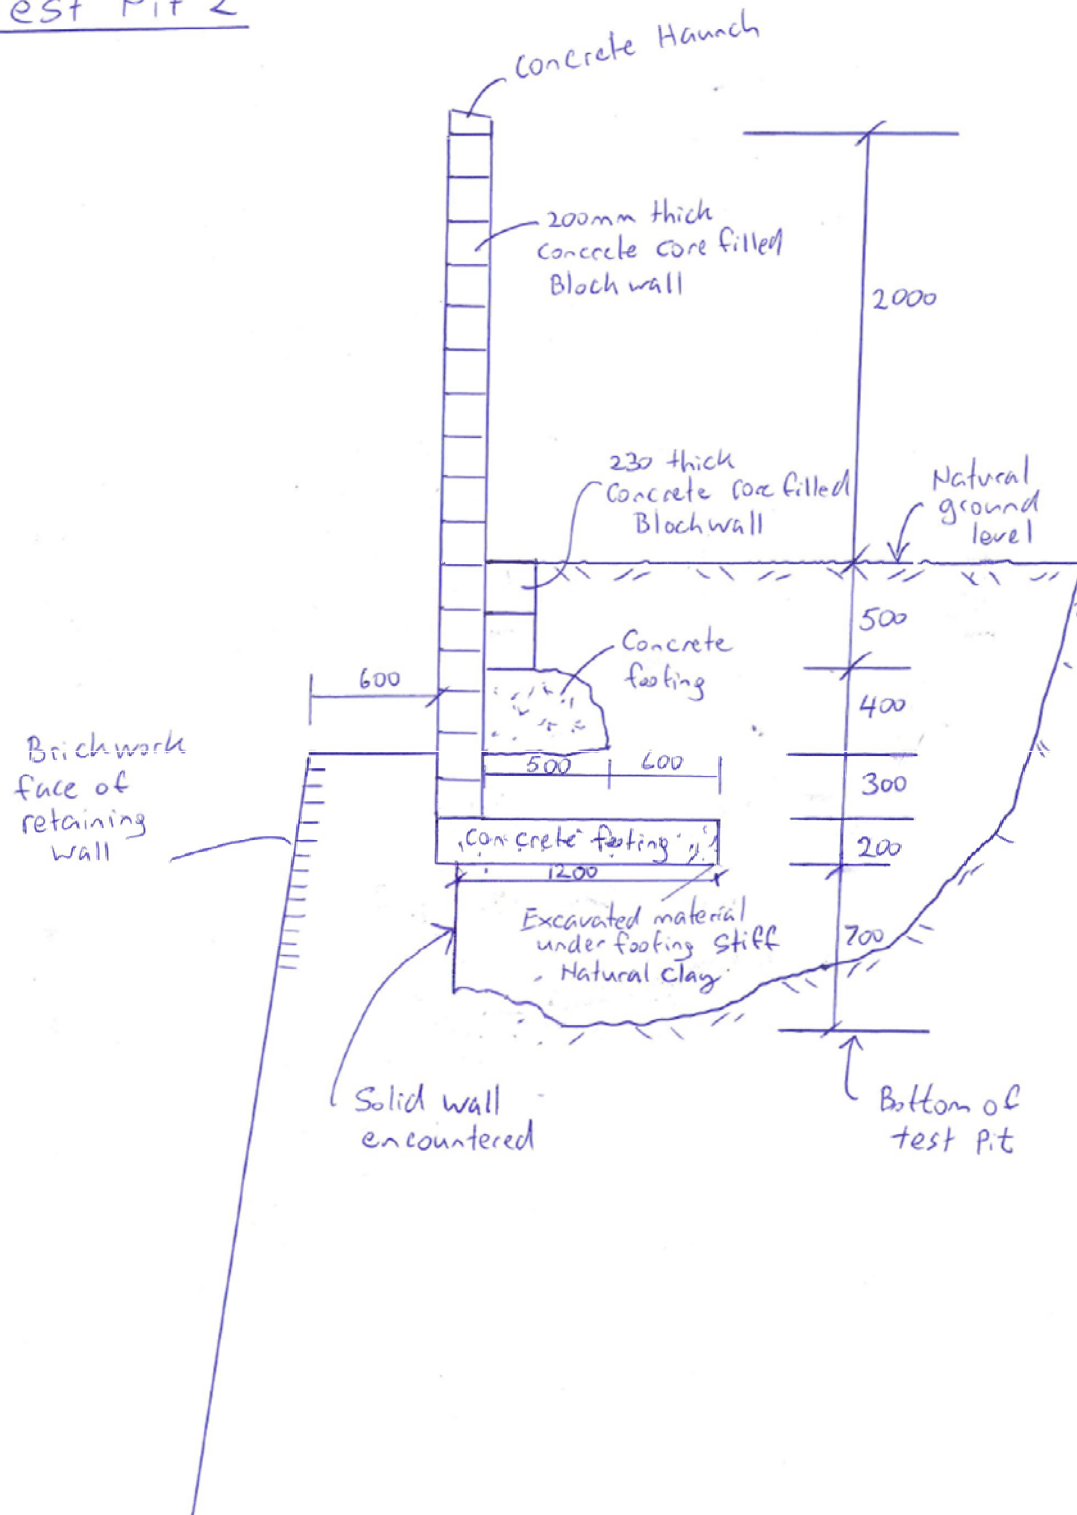 est Pit 2
Concrete Haunch
200mm thick
Concrete core filled
Block wall
2000
230 thick
Concrete core filled
Blockwall
Natural
ground
level
500
Concrete
footing
600
400
Brickwork
face of
retaining
wall
500
600
300
Concrete footing
200
1200
Excavated material
under footing stiff
Natural clay
700
Solid wall
encountered
Bottom of
test Pit